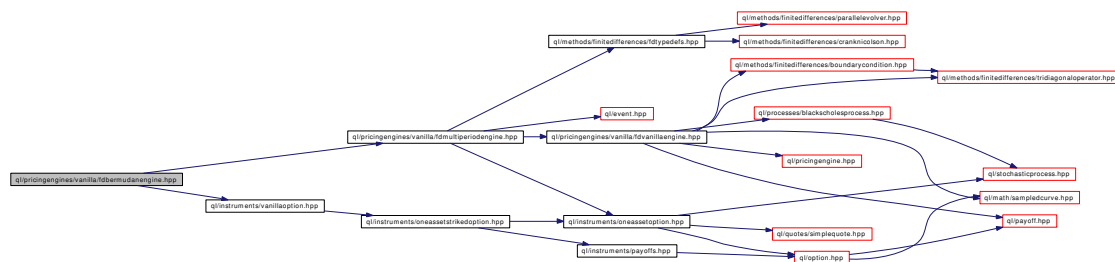 ql/methods/finitedifferences/parallelevolver.hpp
ql/methods/finitedifferences/fdtypedefs.hpp
ql/methods/finitedifferences/cranknicolson.hpp
ql/methods/finitedifferences/boundarycondition.hpp
ql/methods/finitedifferences/tridiagonaloperator.hpp
ql/event.hpp
ql/processes/blackscholesprocess.hpp
ql/pricingengines/vanilla/fdmultiperiodengine.hpp
ql/pricingengines/vanilla/fdvanillaengine.hpp
ql/pricingengine.hpp
ql/stochasticprocess.hpp
ql/pricingengines/vanilla/fdbermudanengine.hpp
ql/math/sampledcurve.hpp
ql/instruments/vanillaoption.hpp
ql/instruments/oneassetstrikedoption.hpp
ql/instruments/oneassetoption.hpp
ql/payoff.hpp
ql/quotes/simplequote.hpp
ql/instruments/payoffs.hpp
ql/option.hpp